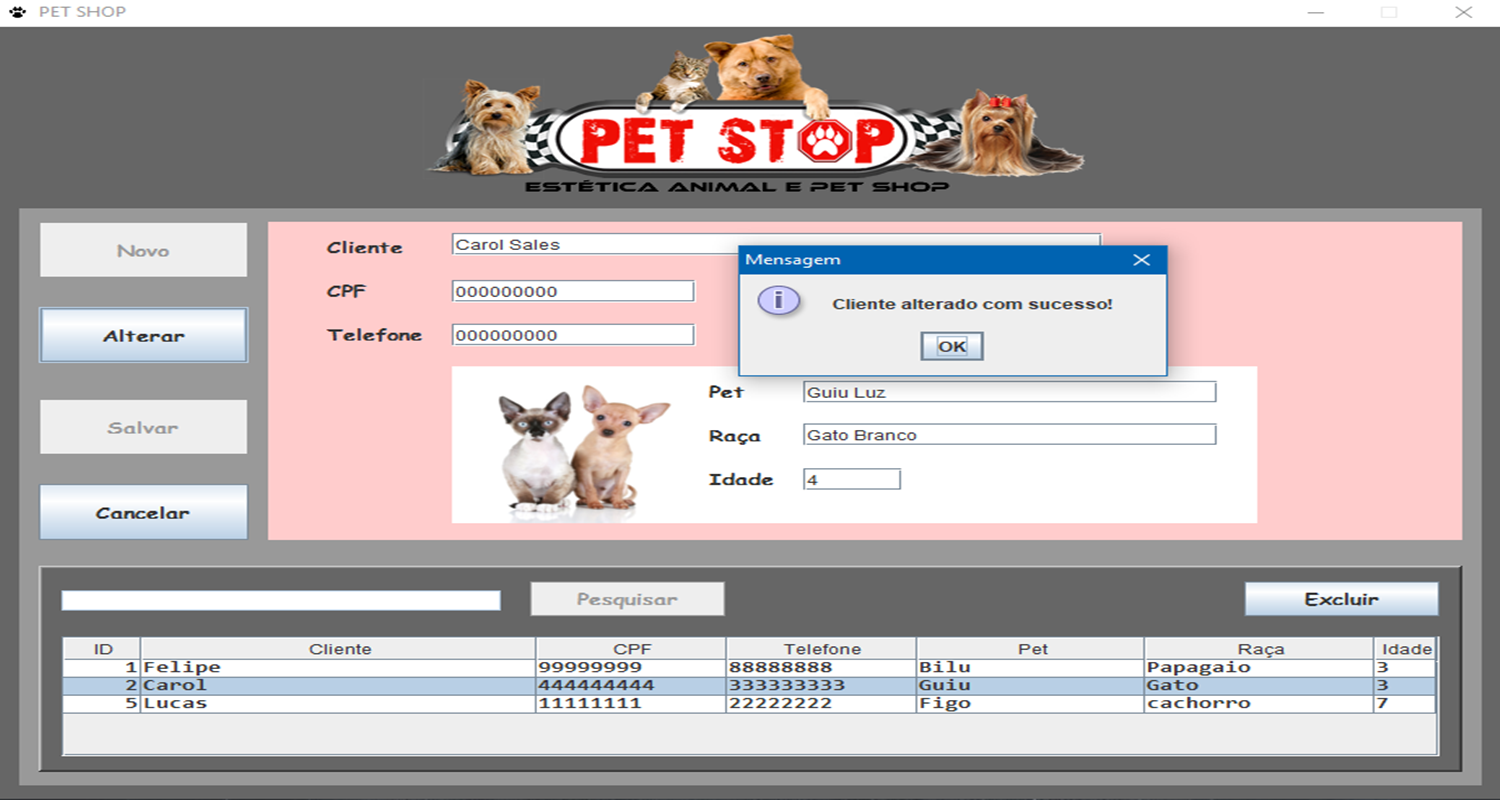 PET SHOP
PET STOP
ESTÉTICA ANIMAL E PET SHOP
Novo
Alterar
Salvar
Cancelar
Cliente Carol Sales
CPF 000000000
Telefone 000000000
Mensagem
Cliente alterado com sucesso!
OK
Pet Guiu Luz
Raça Gato Branco
Idade 4
Pesquisar
Excluir
ID Cliente CPF Telefone Pet Raça Idade
1 Felipe 99999999 88888888 Bilu Papagaio 3
2 Carol 444444444 333333333 Guiu Gato 3
5 Lucas 11111111 22222222 Figo cachorro 7